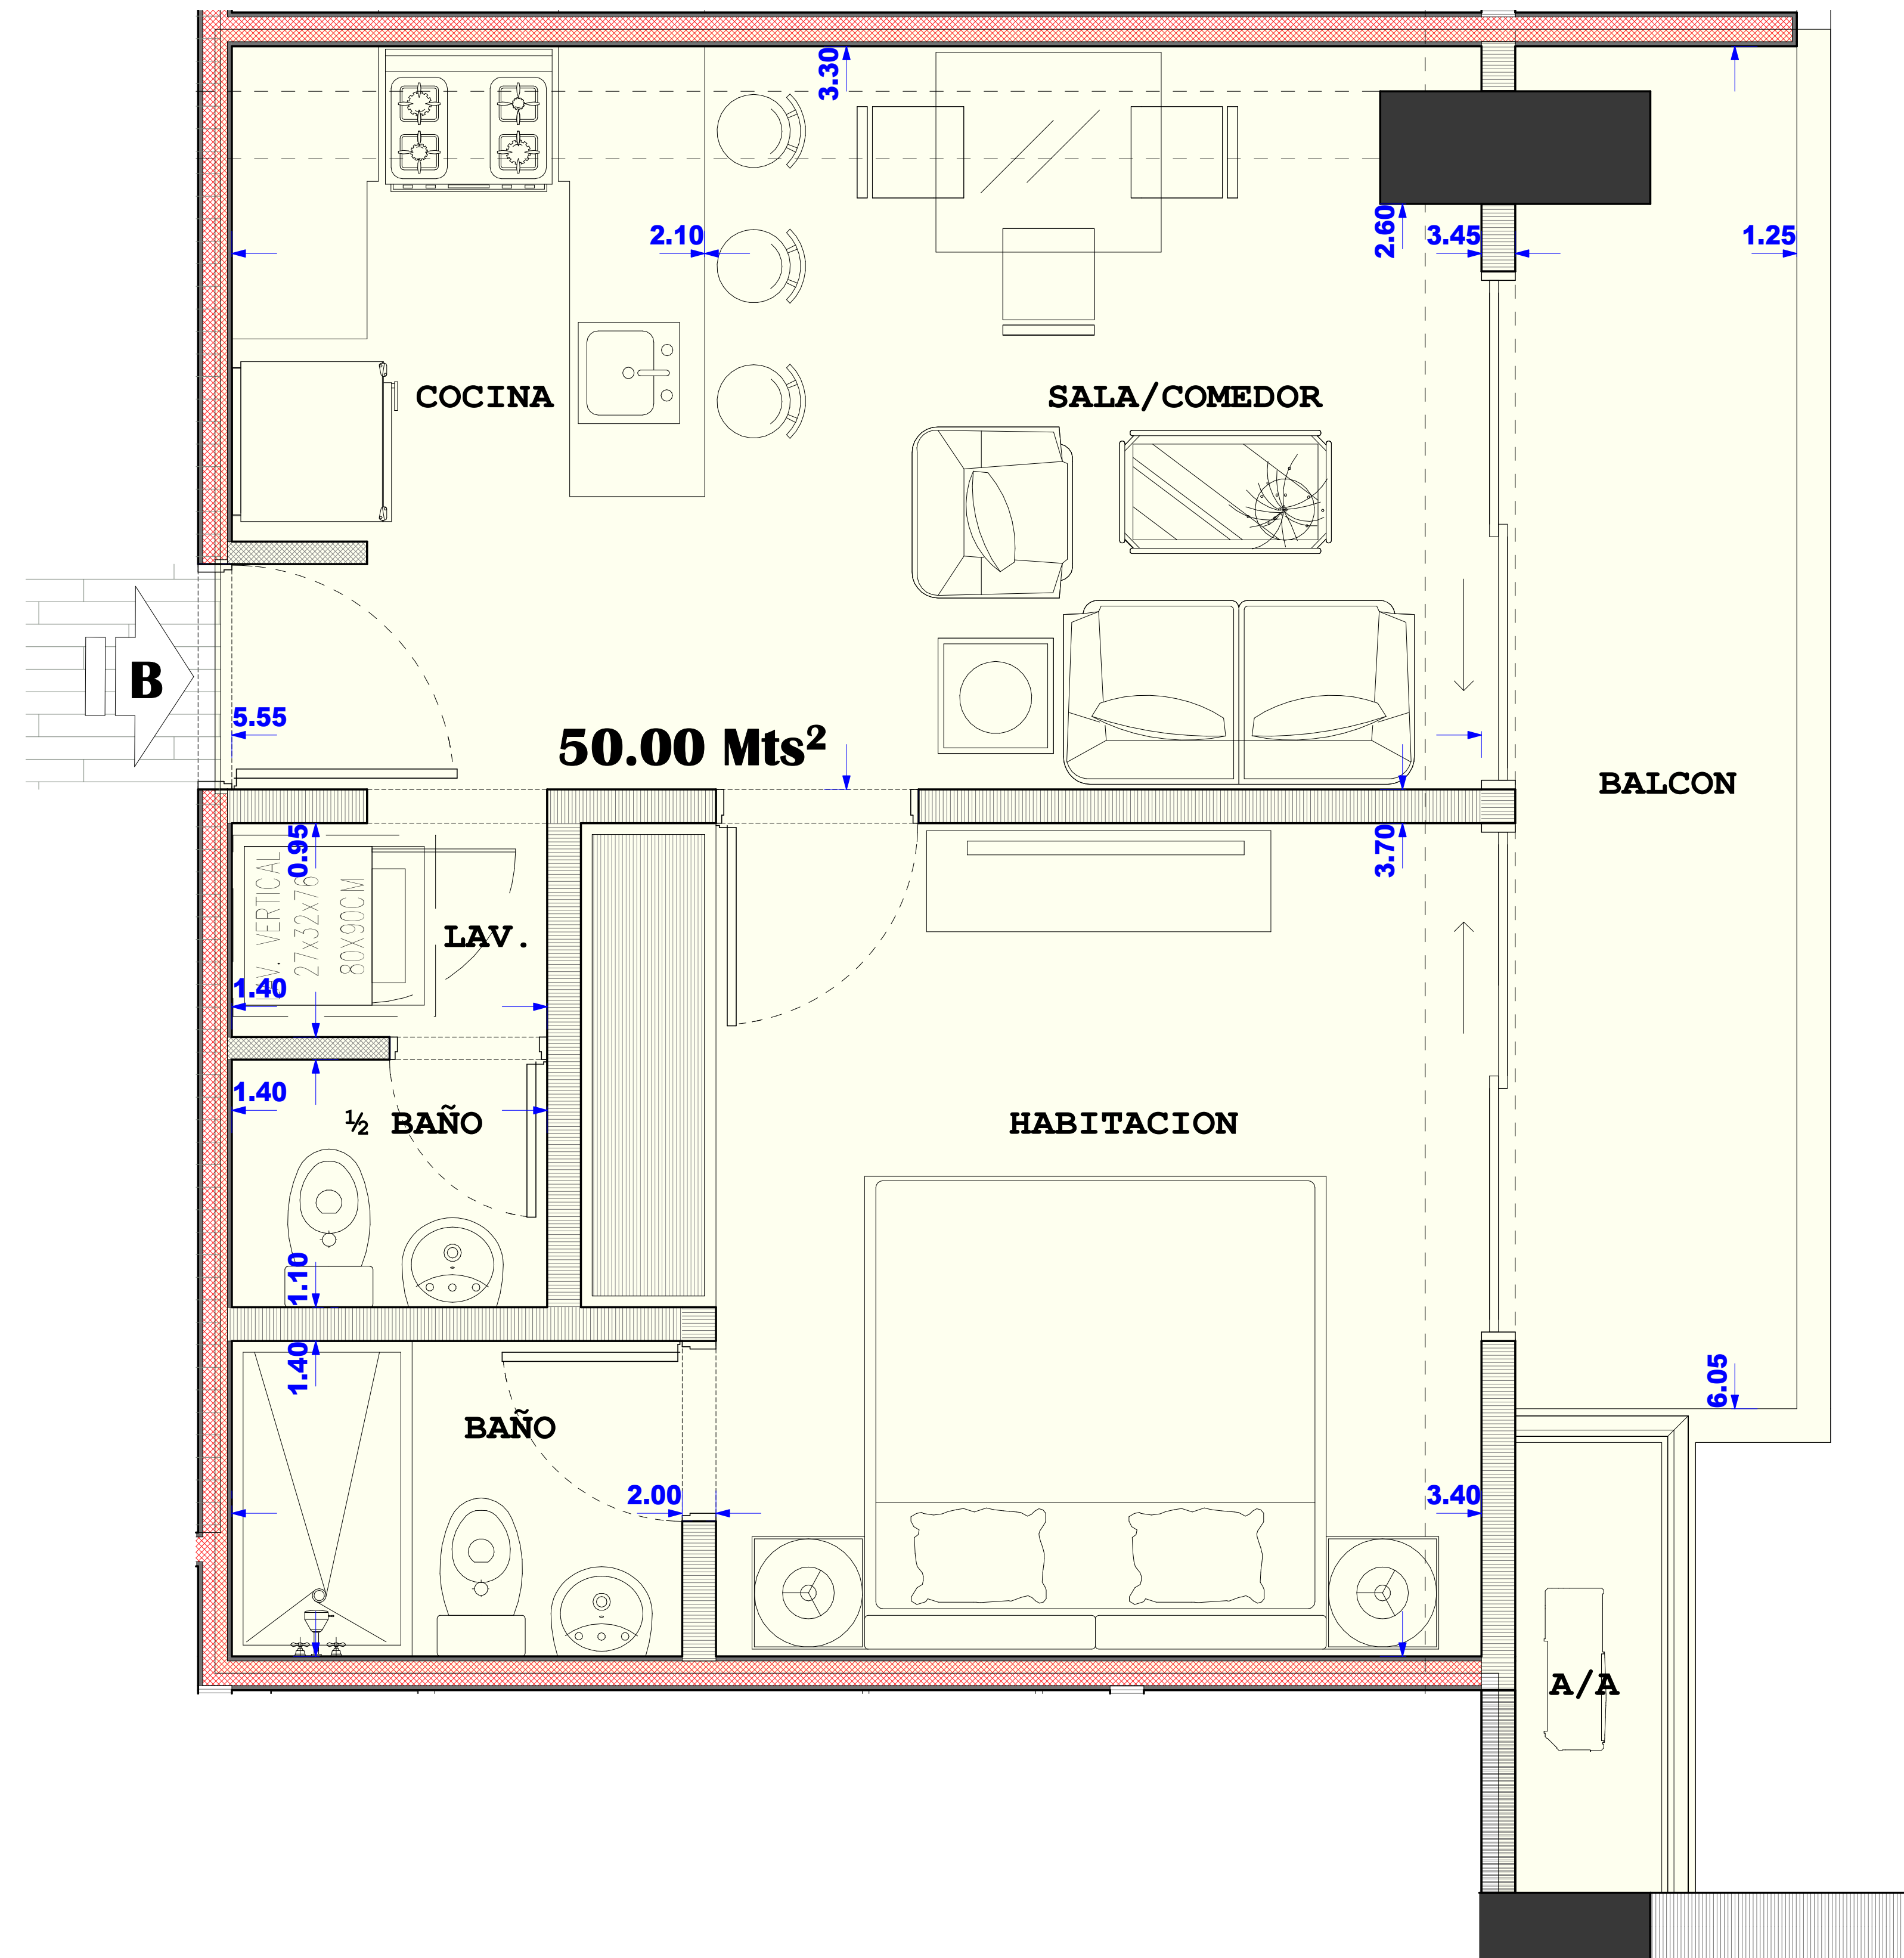 3.30
2.10
2.60
3.45
1.25
COCINA
SALA/COMEDOR
B
5.55
50.00 Mts²
BALCON
0.95
3.70
VERTICAL
27x32x76
80X90CM
LAV.
1.40
1.40
½ BAÑO
HABITACION
1.10
1.40
6.05
BAÑO
2.00
3.40
A/A